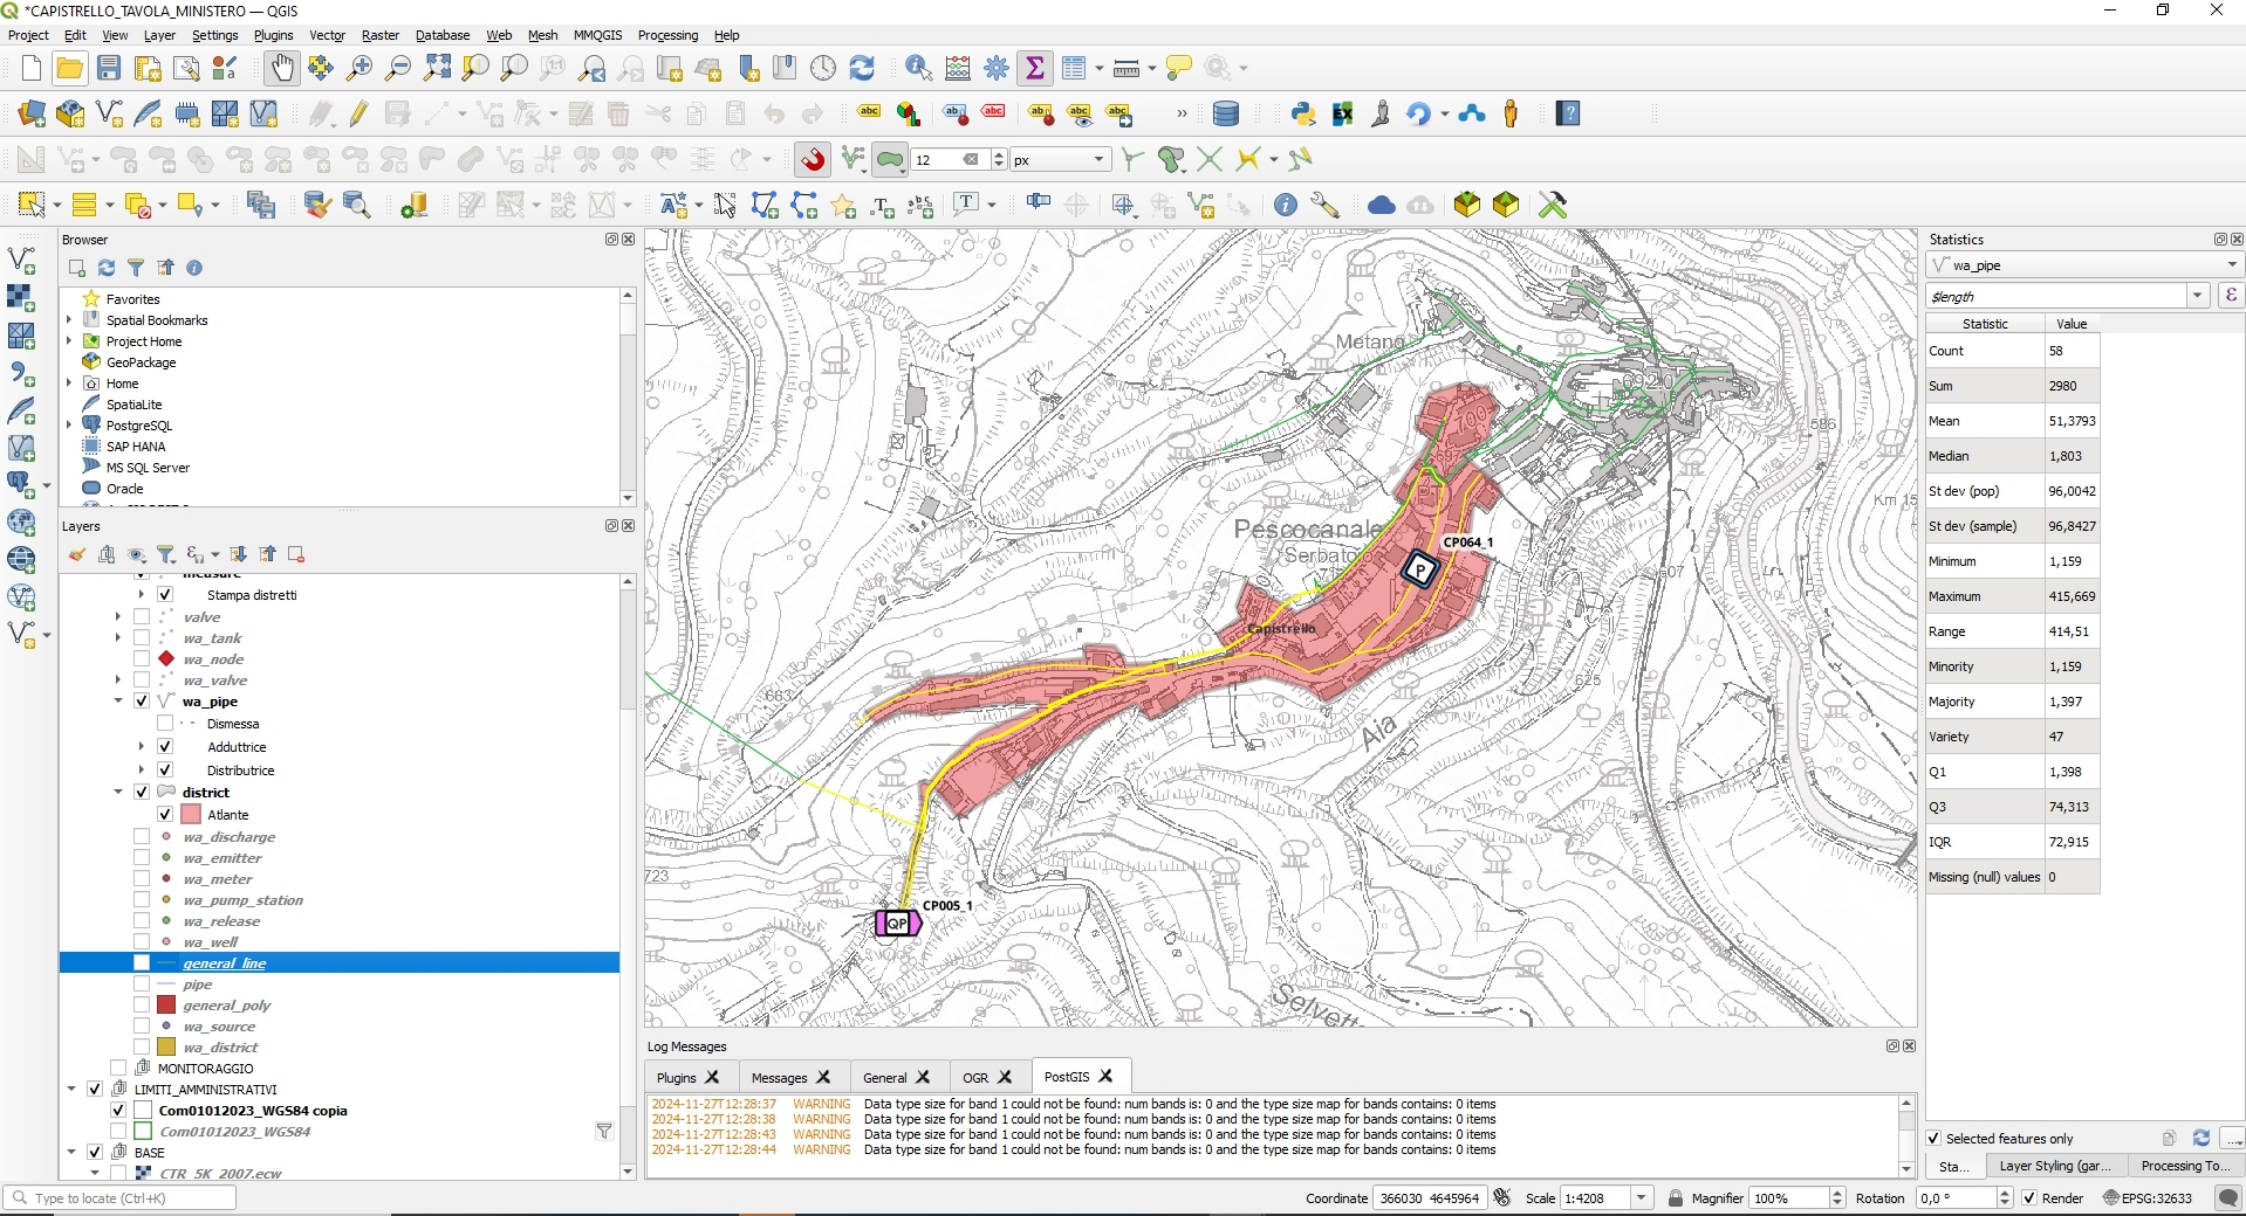 *CAPISTRELLO_TAVOLA_MINISTERO — QGIS
Project Edit View Layer Settings Plugins Vector Raster Database Web Mesh MMQGIS Processing Help
12 px
Browser
Favorites
Spatial Bookmarks
Project Home
GeoPackage
Home
SpatiaLite
PostgreSQL
SAP HANA
MS SQL Server
Oracle
Layers
measure
Stampa distretti
valve
wa_tank
wa_node
wa_valve
wa_pipe
Dismessa
Adduttrice
Distributrice
district
Atlante
wa_discharge
wa_emitter
wa_meter
wa_pump_station
wa_release
wa_well
general_line
pipe
general_poly
wa_source
wa_district
MONITORAGGIO
LIMITI_AMMINISTRATIVI
Com01012023_WGS84 copia
Com01012023_WGS84
BASE
CTR_5K_2007.ecw
Type to locate (Ctrl+K)
Metano
692.0
700
586
Km 15
Pescocanale
Serbatoio
CP064_1
P
607
Capistrello
663
625
Aia
723
CP005_1
QP
Selvette
Log Messages
Plugins Messages General OGR PostGIS
2024-11-27T12:28:37 WARNING Data type size for band 1 could not be found: num bands is: 0 and the type size map for bands contains: 0 items
2024-11-27T12:28:38 WARNING Data type size for band 1 could not be found: num bands is: 0 and the type size map for bands contains: 0 items
2024-11-27T12:28:43 WARNING Data type size for band 1 could not be found: num bands is: 0 and the type size map for bands contains: 0 items
2024-11-27T12:28:44 WARNING Data type size for band 1 could not be found: num bands is: 0 and the type size map for bands contains: 0 items
Statistics
wa_pipe
$length
Statistic Value
Count 58
Sum 2980
Mean 51,3793
Median 1,803
St dev (pop) 96,0042
St dev (sample) 96,8427
Minimum 1,159
Maximum 415,669
Range 414,51
Minority 1,159
Majority 1,397
Variety 47
Q1 1,398
Q3 74,313
IQR 72,915
Missing (null) values 0
Selected features only
Sta... Layer Styling (gar... Processing To...
Coordinate 366030 4645964 Scale 1:4208 Magnifier 100% Rotation 0,0 ° Render EPSG:32633